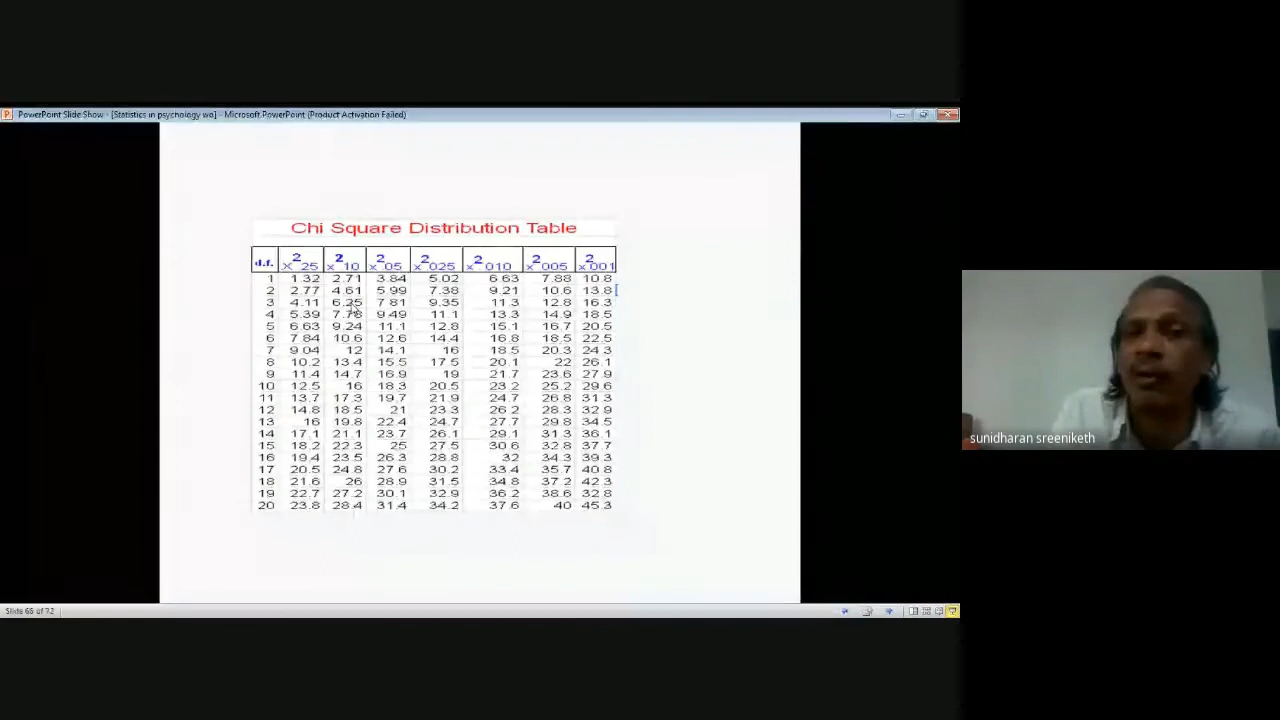 PowerPoint Slide Show - [Statistics in psychology wo] - Microsoft PowerPoint (Product Activation Failed)
Chi Square Distribution Table
d.f. x²25 x²10 x²05 x²025 x²010 x²005 x²001
1 1.32 2.71 3.84 5.02 6.63 7.88 10.8
2 2.77 4.61 5.99 7.38 9.21 10.6 13.8
3 4.11 6.25 7.81 9.35 11.3 12.8 16.3
4 5.39 7.78 9.49 11.1 13.3 14.9 18.5
5 6.63 9.24 11.1 12.8 15.1 16.7 20.5
6 7.84 10.6 12.6 14.4 16.8 18.5 22.5
7 9.04 12 14.1 16 18.5 20.3 24.3
8 10.2 13.4 15.5 17.5 20.1 22 26.1
9 11.4 14.7 16.9 19 21.7 23.6 27.9
10 12.5 16 18.3 20.5 23.2 25.2 29.6
11 13.7 17.3 19.7 21.9 24.7 26.8 31.3
12 14.8 18.5 21 23.3 26.2 28.3 32.9
13 16 19.8 22.4 24.7 27.7 29.8 34.5
14 17.1 21.1 23.7 26.1 29.1 31.3 36.1
15 18.2 22.3 25 27.5 30.6 32.8 37.7
16 19.4 23.5 26.3 28.8 32 34.3 39.3
17 20.5 24.8 27.6 30.2 33.4 35.7 40.8
18 21.6 26 28.9 31.5 34.8 37.2 42.3
19 22.7 27.2 30.1 32.9 36.2 38.6 32.8
20 23.8 28.4 31.4 34.2 37.6 40 45.3
sunidharan sreeniketh
Slide 66 of 72